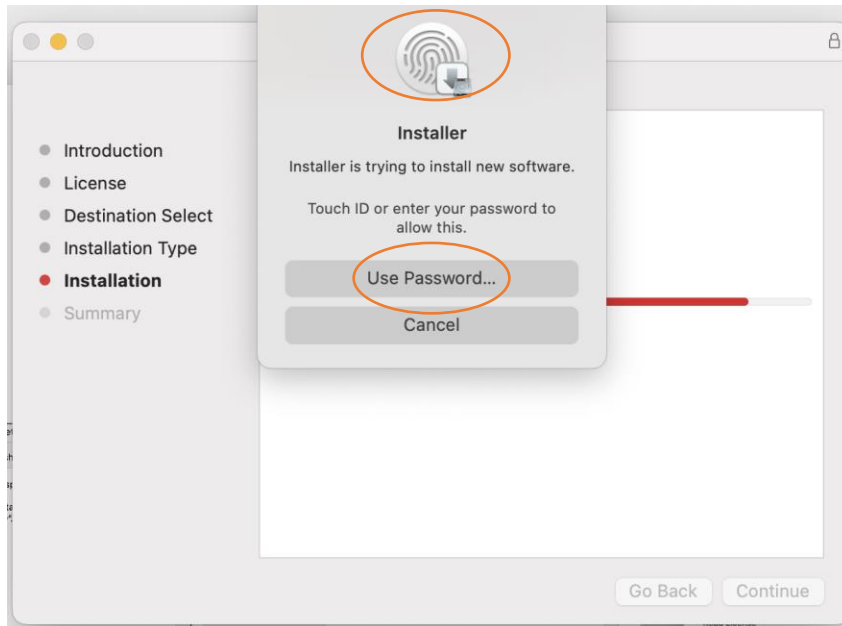 Introduction
License
Destination Select
Installation Type
Installation
Summary
Installer
Installer is trying to install new software.
Touch ID or enter your password to
allow this.
Use Password...
Cancel
Go Back
Continue